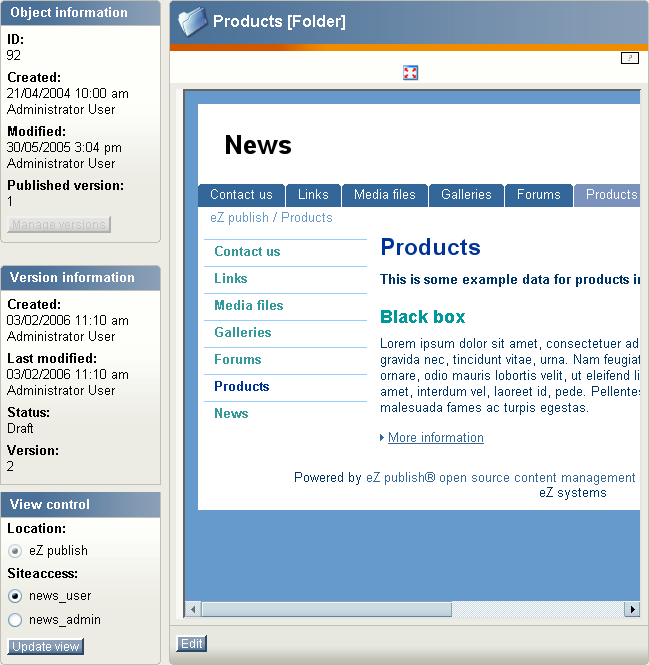 Object information
ID:
92
Created:
21/04/2004 10:00 am
Administrator User
Modified:
30/05/2005 3:04 pm
Administrator User
Published version:
1
Manage versions
Version information
Created:
03/02/2006 11:10 am
Administrator User
Last modified:
03/02/2006 11:10 am
Administrator User
Status:
Draft
Version:
2
View control
Location:
eZ publish
Siteaccess:
news_user
news_admin
Update view
Products [Folder]
?
News
Contact us Links Media files Galleries Forums Products
eZ publish / Products
Contact us
Links
Media files
Galleries
Forums
Products
News
Products
This is some example data for products in
Black box
Lorem ipsum dolor sit amet, consectetuer ad
gravida nec, tincidunt vitae, urna. Nam feugiat
ornare, odio mauris lobortis velit, ut eleifend li
amet, interdum vel, laoreet id, pede. Pellentes
malesuada fames ac turpis egestas.
More information
Powered by eZ publish® open source content management
eZ systems
Edit